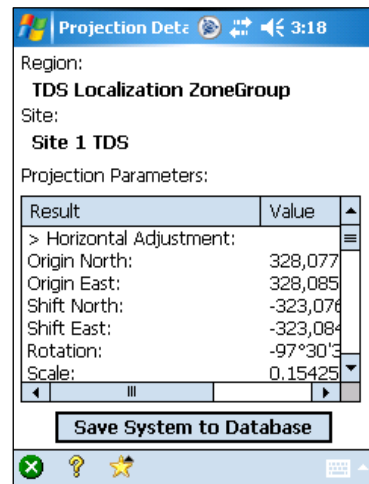 Projection Deta 3:18
Region:
TDS Localization ZoneGroup
Site:
Site 1 TDS
Projection Parameters:
Result Value
> Horizontal Adjustment:
Origin North: 328,077
Origin East: 328,085
Shift North: -323,076
Shift East: -323,084
Rotation: -97°30'3
Scale: 0.15425
Save System to Database